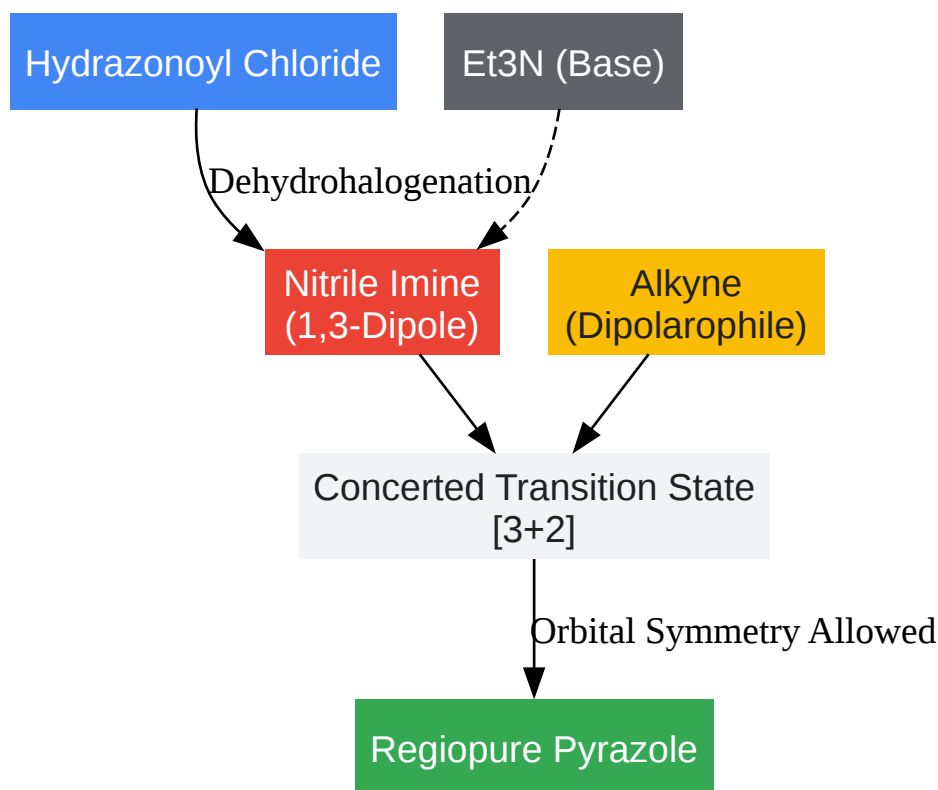 Hydrazonoyl Chloride
Et3N (Base)
Dehydrohalogenation
Nitrile Imine
(1,3-Dipole)
Alkyne
(Dipolarophile)
Concerted Transition State
[3+2]
Orbital Symmetry Allowed
Regiopure Pyrazole